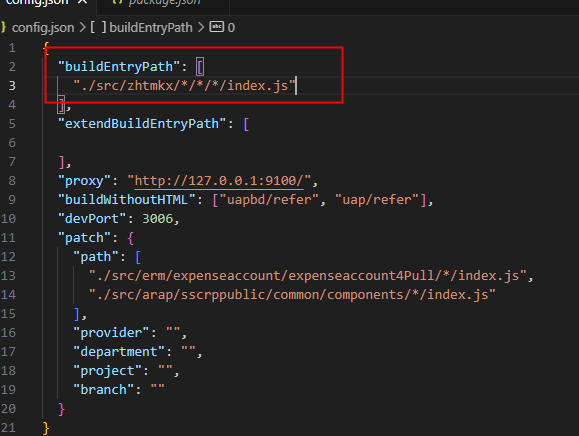 config.json × package.json
{} config.json > [ ] buildEntryPath > abc 0
1 {
2 "buildEntryPath": [
3 "./src/zhtmkx/*/*/*/index.js"
4 ],
5 "extendBuildEntryPath": [
6
7 ],
8 "proxy": "http://127.0.0.1:9100/",
9 "buildWithoutHTML": ["uapbd/refer", "uap/refer"],
10 "devPort": 3006,
11 "patch": {
12 "path": [
13 "./src/erm/expenseaccount/expenseaccount4Pull/*/index.js",
14 "./src/arap/sscrppublic/common/components/*/index.js"
15 ],
16 "provider": "",
17 "department": "",
18 "project": "",
19 "branch": ""
20 }
21 }